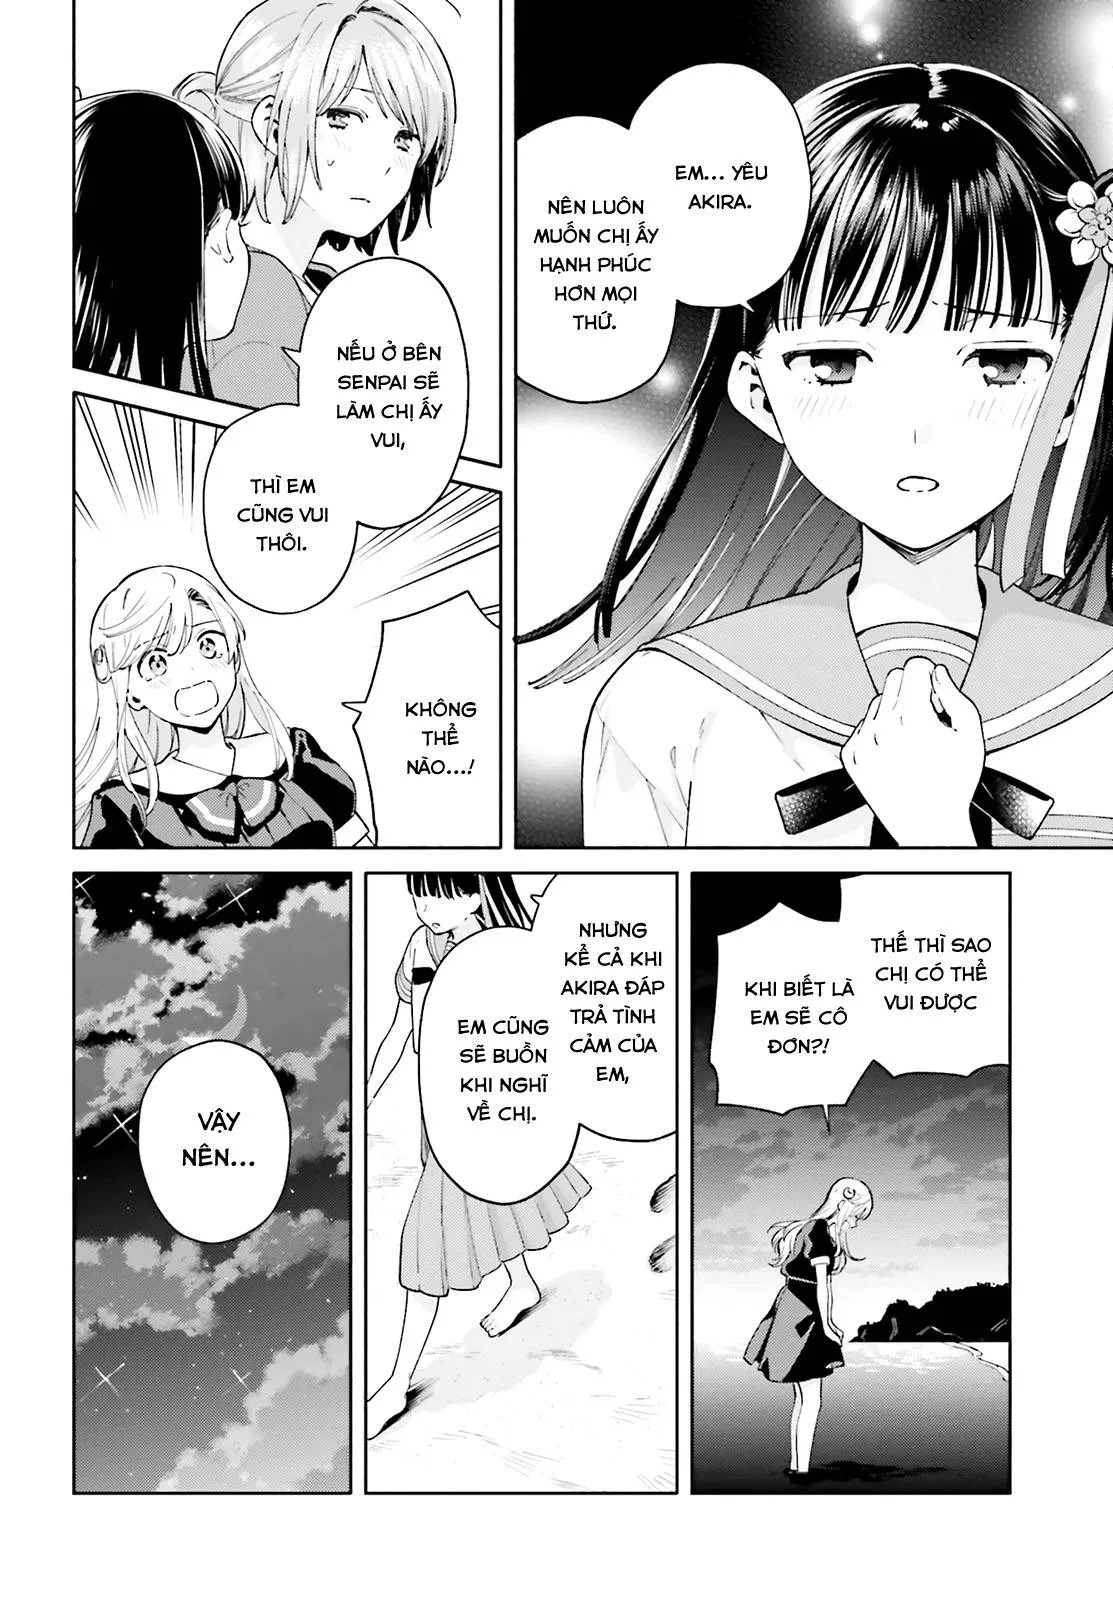 EM... YÊU
AKIRA.
NÊN LUÔN
MUỐN CHỊ ẤY
HẠNH PHÚC
HƠN MỌI
THỨ.
NẾU Ở BÊN
SENPAI SẼ
LÀM CHỊ ẤY
VUI,
THÌ EM
CŨNG VUI
THÔI.
KHÔNG
THỂ
NÀO...!
THẾ THÌ SAO
CHỊ CÓ THỂ
VUI ĐƯỢC
KHI BIẾT LÀ
EM SẼ CÔ
ĐƠN?!
NHƯNG
KỂ CẢ KHI
AKIRA ĐÁP
TRẢ TÌNH
CẢM CỦA
EM,
EM CŨNG
SẼ BUỒN
KHI NGHĨ
VỀ CHỊ.
VẬY
NÊN...